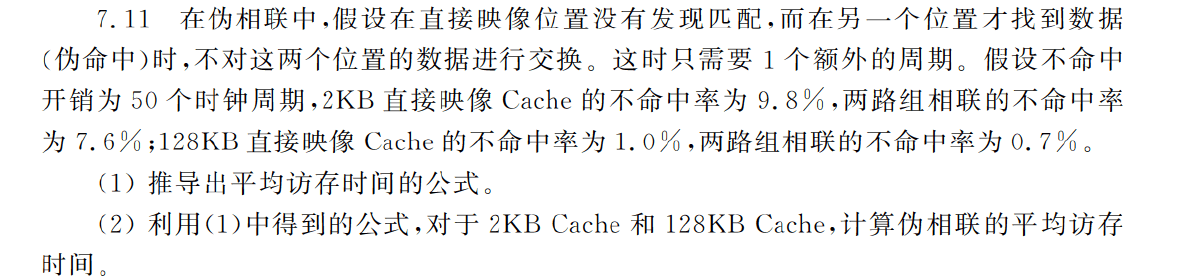 7.11 在伪相联中,假设在直接映像位置没有发现匹配,而在另一个位置才找到数据
(伪命中)时,不对这两个位置的数据进行交换。这时只需要 1 个额外的周期。假设不命中
开销为 50 个时钟周期,2KB 直接映像 Cache 的不命中率为 9.8%,两路组相联的不命中率
为 7.6%;128KB 直接映像 Cache 的不命中率为 1.0%,两路组相联的不命中率为 0.7%。
(1) 推导出平均访存时间的公式。
(2) 利用(1)中得到的公式,对于 2KB Cache 和 128KB Cache,计算伪相联的平均访存
时间。